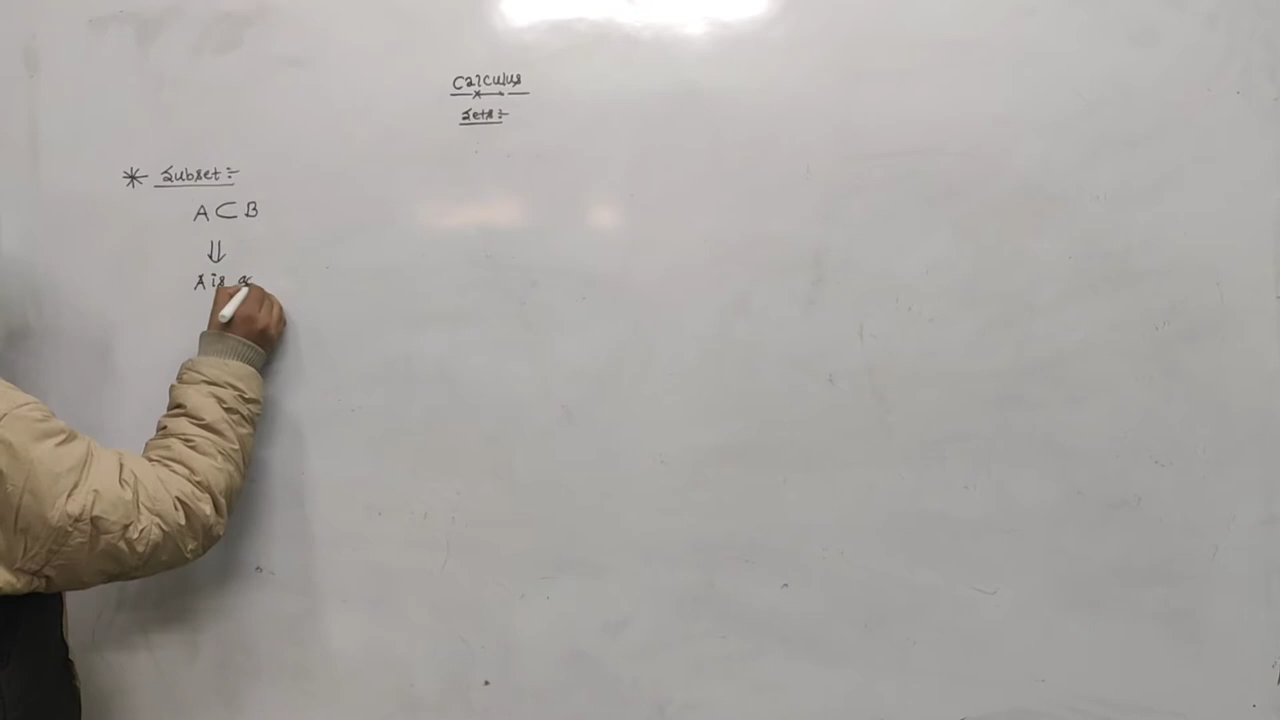 Calculus
Sets :-
* Subset :-
A ⊂ B
⇓
A is a